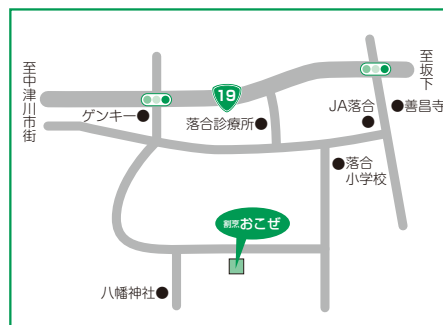 至坂下
至中津川市街
19
ゲンキー
落合診療所
JA落合
善昌寺
落合
小学校
割烹おこぜ
八幡神社